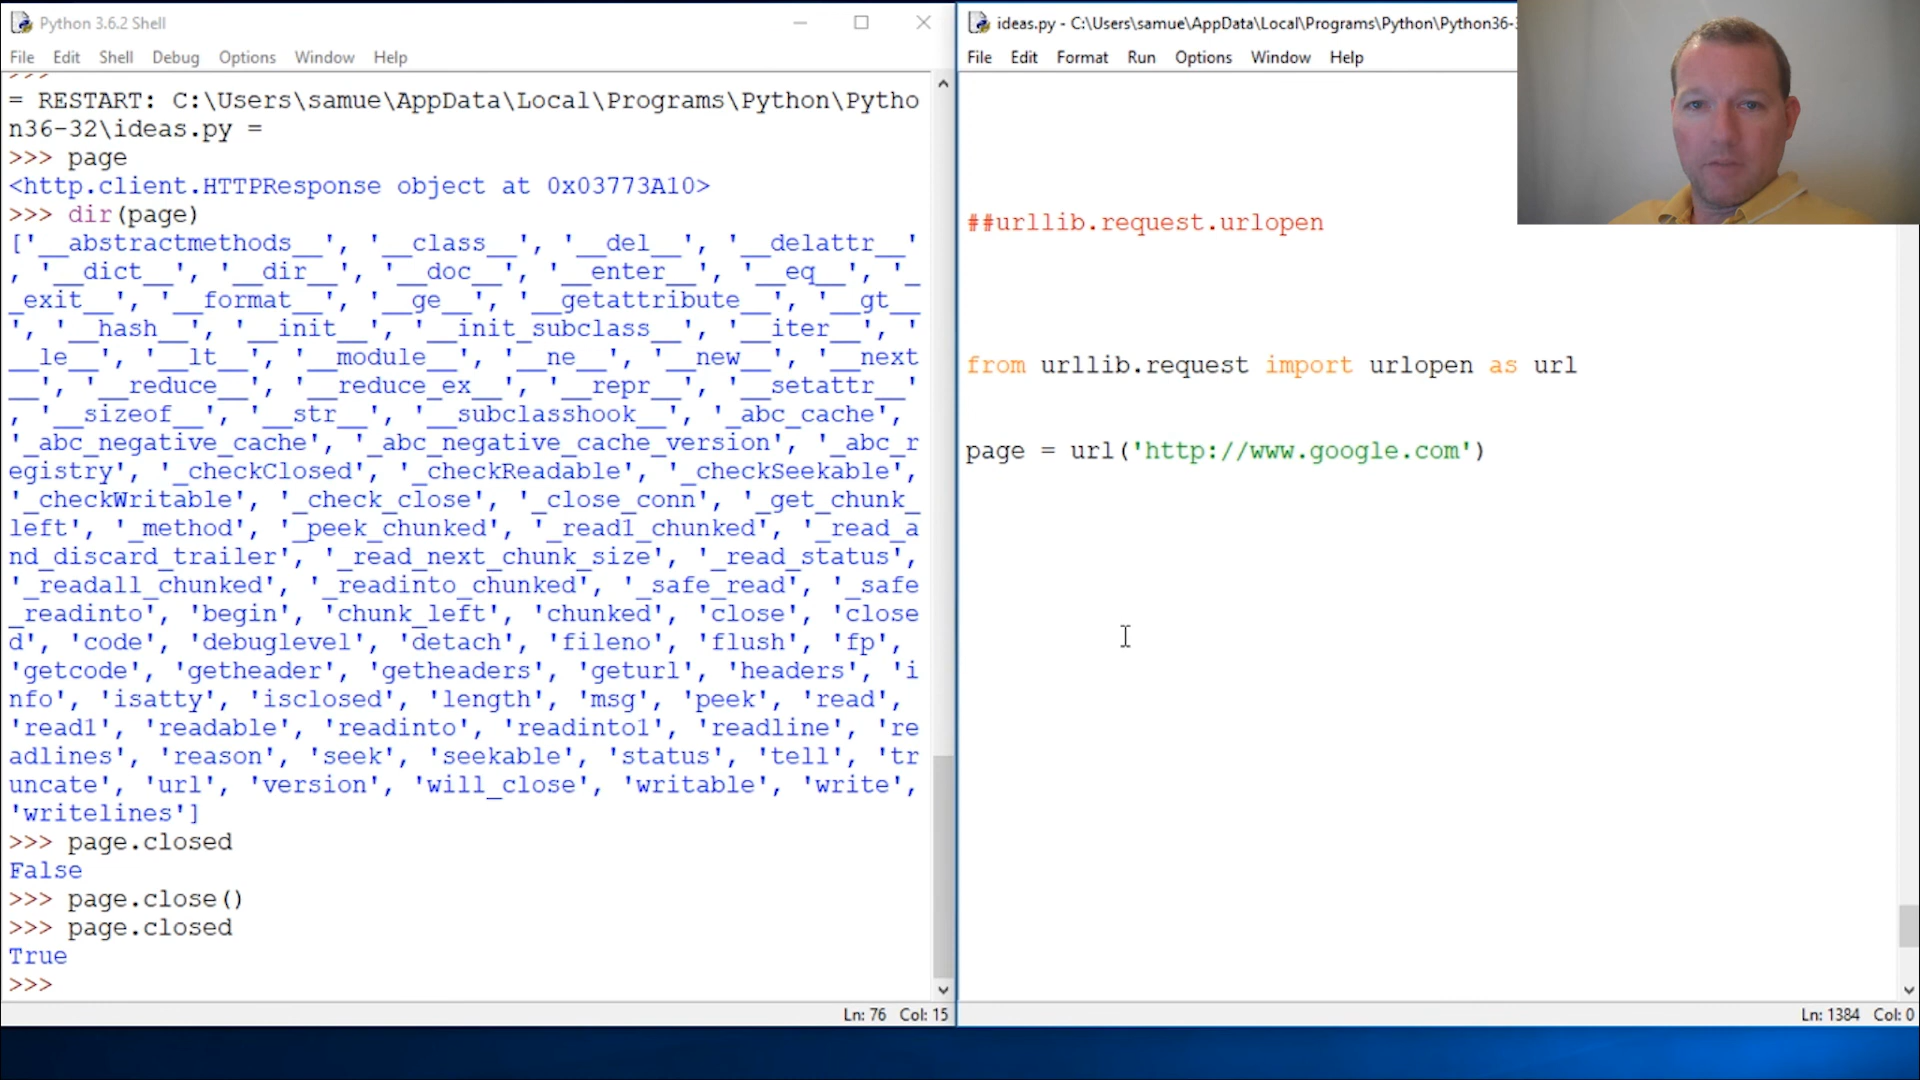 Python 3.6.2 Shell
File Edit Shell Debug Options Window Help
>>>
= RESTART: C:\Users\samue\AppData\Local\Programs\Python\Pytho
n36-32\ideas.py =
>>> page
<http.client.HTTPResponse object at 0x03773A10>
>>> dir(page)
['__abstractmethods__', '__class__', '__del__', '__delattr__'
, '__dict__', '__dir__', '__doc__', '__enter__', '__eq__', '_
_exit__', '__format__', '__ge__', '__getattribute__', '__gt__
', '__hash__', '__init__', '__init_subclass__', '__iter__', '
__le__', '__lt__', '__module__', '__ne__', '__new__', '__next
__', '__reduce__', '__reduce_ex__', '__repr__', '__setattr__'
, '__sizeof__', '__str__', '__subclasshook__', '_abc_cache',
'_abc_negative_cache', '_abc_negative_cache_version', '_abc_r
egistry', '_checkClosed', '_checkReadable', '_checkSeekable',
'_checkWritable', '_check_close', '_close_conn', '_get_chunk_
left', '_method', '_peek_chunked', '_read1_chunked', '_read_a
nd_discard_trailer', '_read_next_chunk_size', '_read_status',
'_readall_chunked', '_readinto_chunked', '_safe_read', '_safe
_readinto', 'begin', 'chunk_left', 'chunked', 'close', 'close
d', 'code', 'debuglevel', 'detach', 'fileno', 'flush', 'fp',
'getcode', 'getheader', 'getheaders', 'geturl', 'headers', 'i
nfo', 'isatty', 'isclosed', 'length', 'msg', 'peek', 'read',
'read1', 'readable', 'readinto', 'readinto1', 'readline', 're
adlines', 'reason', 'seek', 'seekable', 'status', 'tell', 'tr
uncate', 'url', 'version', 'will_close', 'writable', 'write',
'writelines']
>>> page.closed
False
>>> page.close()
>>> page.closed
True
>>>
Ln: 76 Col: 15
ideas.py - C:\Users\samue\AppData\Local\Programs\Python\Python36-
File Edit Format Run Options Window Help
##urllib.request.urlopen
from urllib.request import urlopen as url
page = url('http://www.google.com')
Ln: 1384 Col: 0